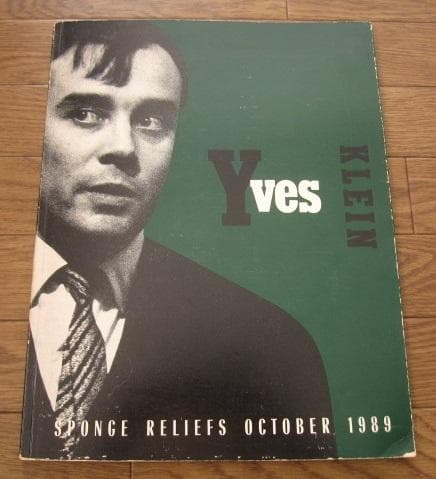 Yves
KLEIN
SPONGE RELIEFS OCTOBER 1989